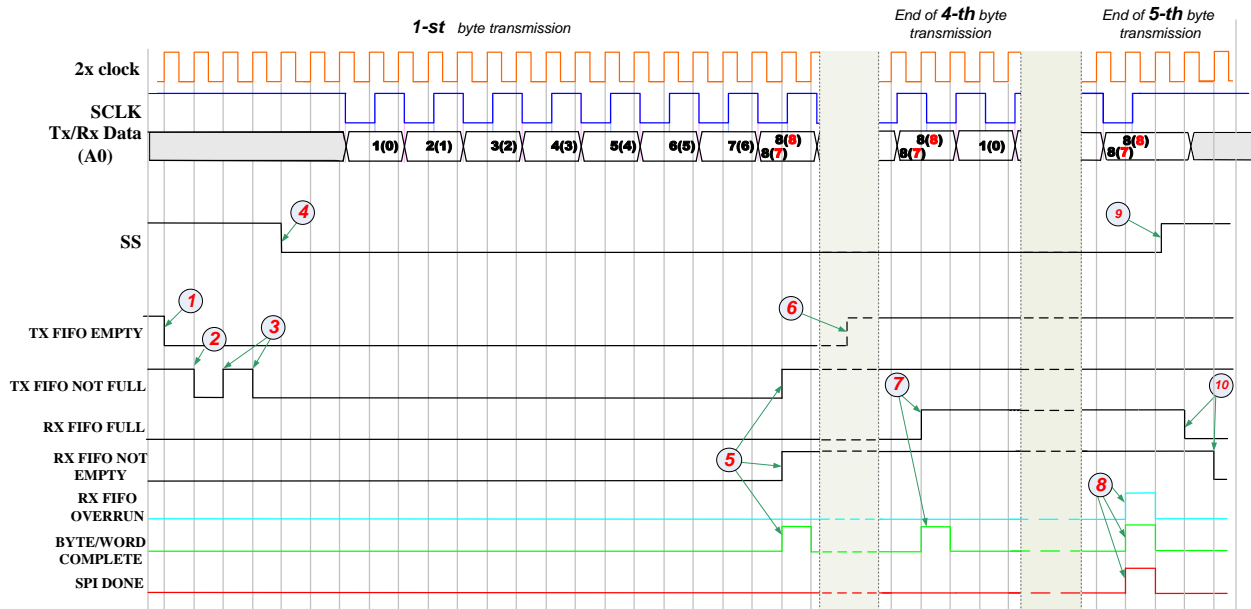 1-st byte transmission
End of 4-th byte
transmission
End of 5-th byte
transmission
2x clock
SCLK
Tx/Rx Data
(A0)
1(0) 2(1) 3(2) 4(3) 5(4) 6(5) 7(6) 8(8) 8(7) 8(8) 8(7) 1(0) 8(8) 8(7)
4
9
SS
1
6
TX FIFO EMPTY
2
3
TX FIFO NOT FULL
7
10
RX FIFO FULL
RX FIFO NOT
EMPTY
5
8
RX FIFO
OVERRUN
BYTE/WORD
COMPLETE
SPI DONE